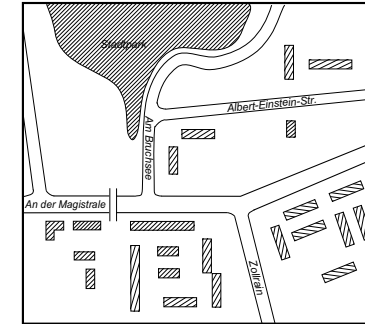 Stadtpark
Albert-Einstein-Str.
Am Bruchsee
An der Magistrale
Zollrain